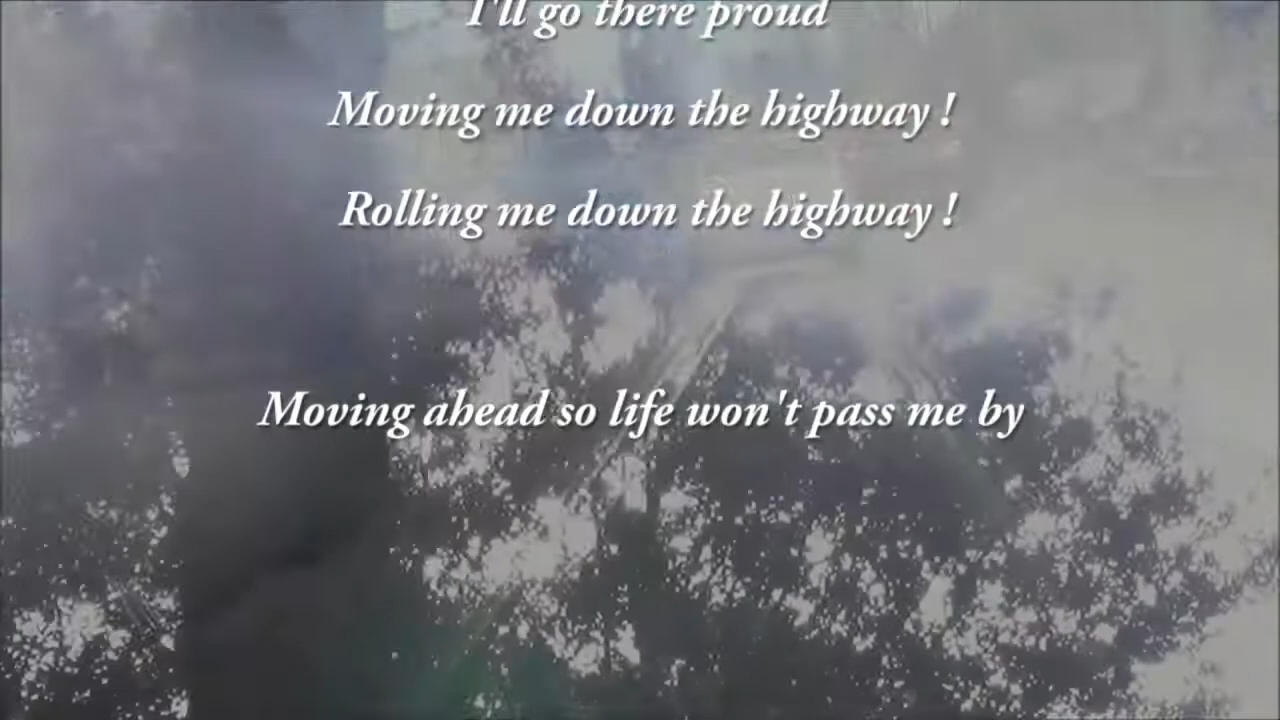 I'll go there proud
Moving me down the highway !
Rolling me down the highway !
Moving ahead so life won't pass me by